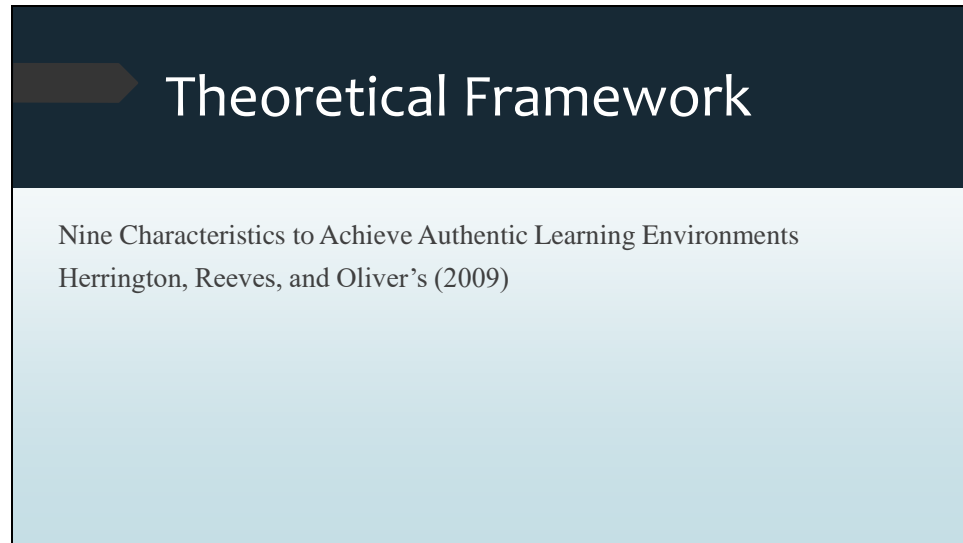 Theoretical Framework
Nine Characteristics to Achieve Authentic Learning Environments
Herrington, Reeves, and Oliver’s (2009)